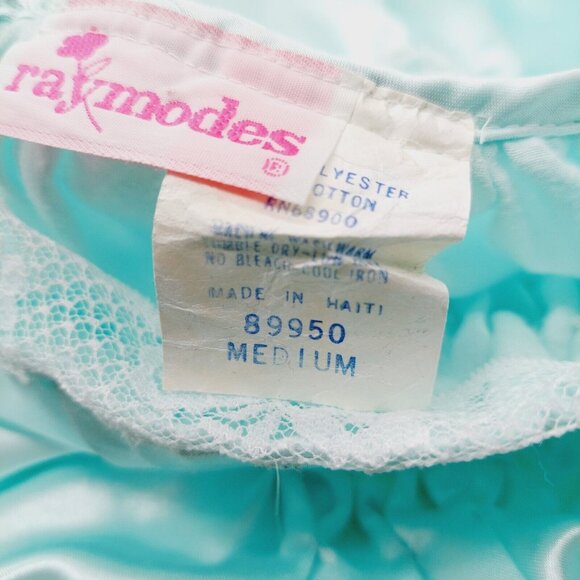 raymodes
LYESTER
OTTON
RN68900
MACHINE WASH WARM
TUMBLE DRY-LOW
NO BLEACH-COOL IRON
MADE IN HAITI
89950
MEDIUM